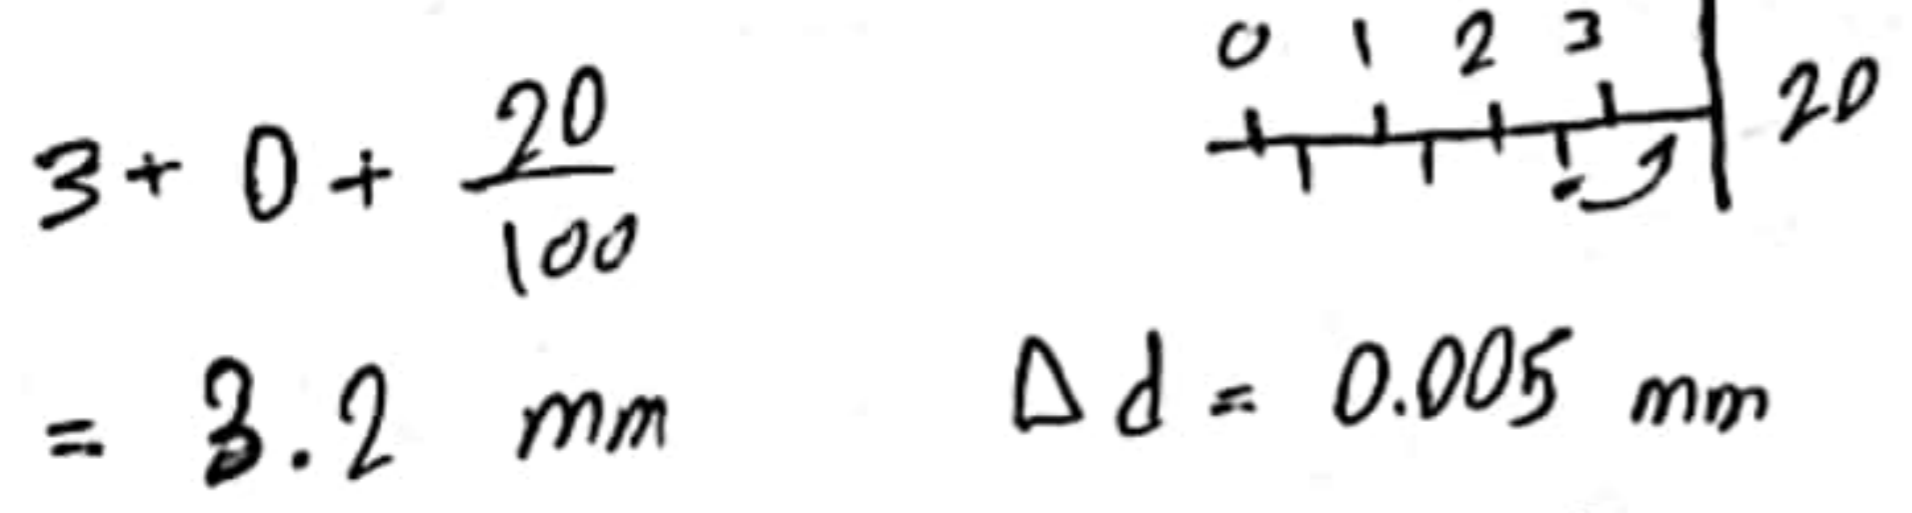 0 1 2 3
20
3 + 0 + 20/100
= 3.2 mm
Δd = 0.005 mm